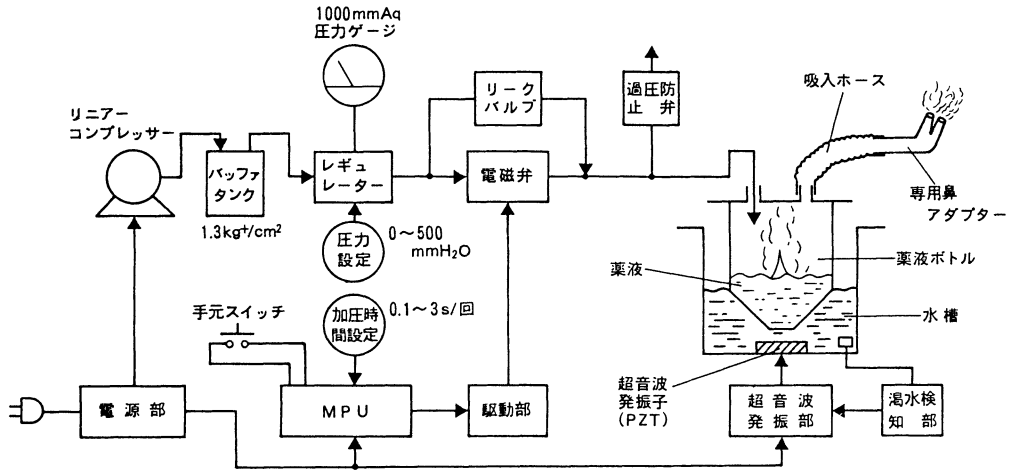 1000mmAq
圧力ゲージ
リニアー
コンプレッサー
バッファ
タンク
1.3kg⁺/cm²
レギュ
レーター
圧力
設定
0〜500
mmH₂O
リーク
バルブ
電磁弁
過圧防
止弁
吸入ホース
専用鼻
アダプター
薬液
薬液ボトル
水槽
手元スイッチ
加圧時
間設定
0.1〜3s/回
電源部
MPU
駆動部
超音波
発振子
(PZT)
超音波
発振部
渇水検
知部